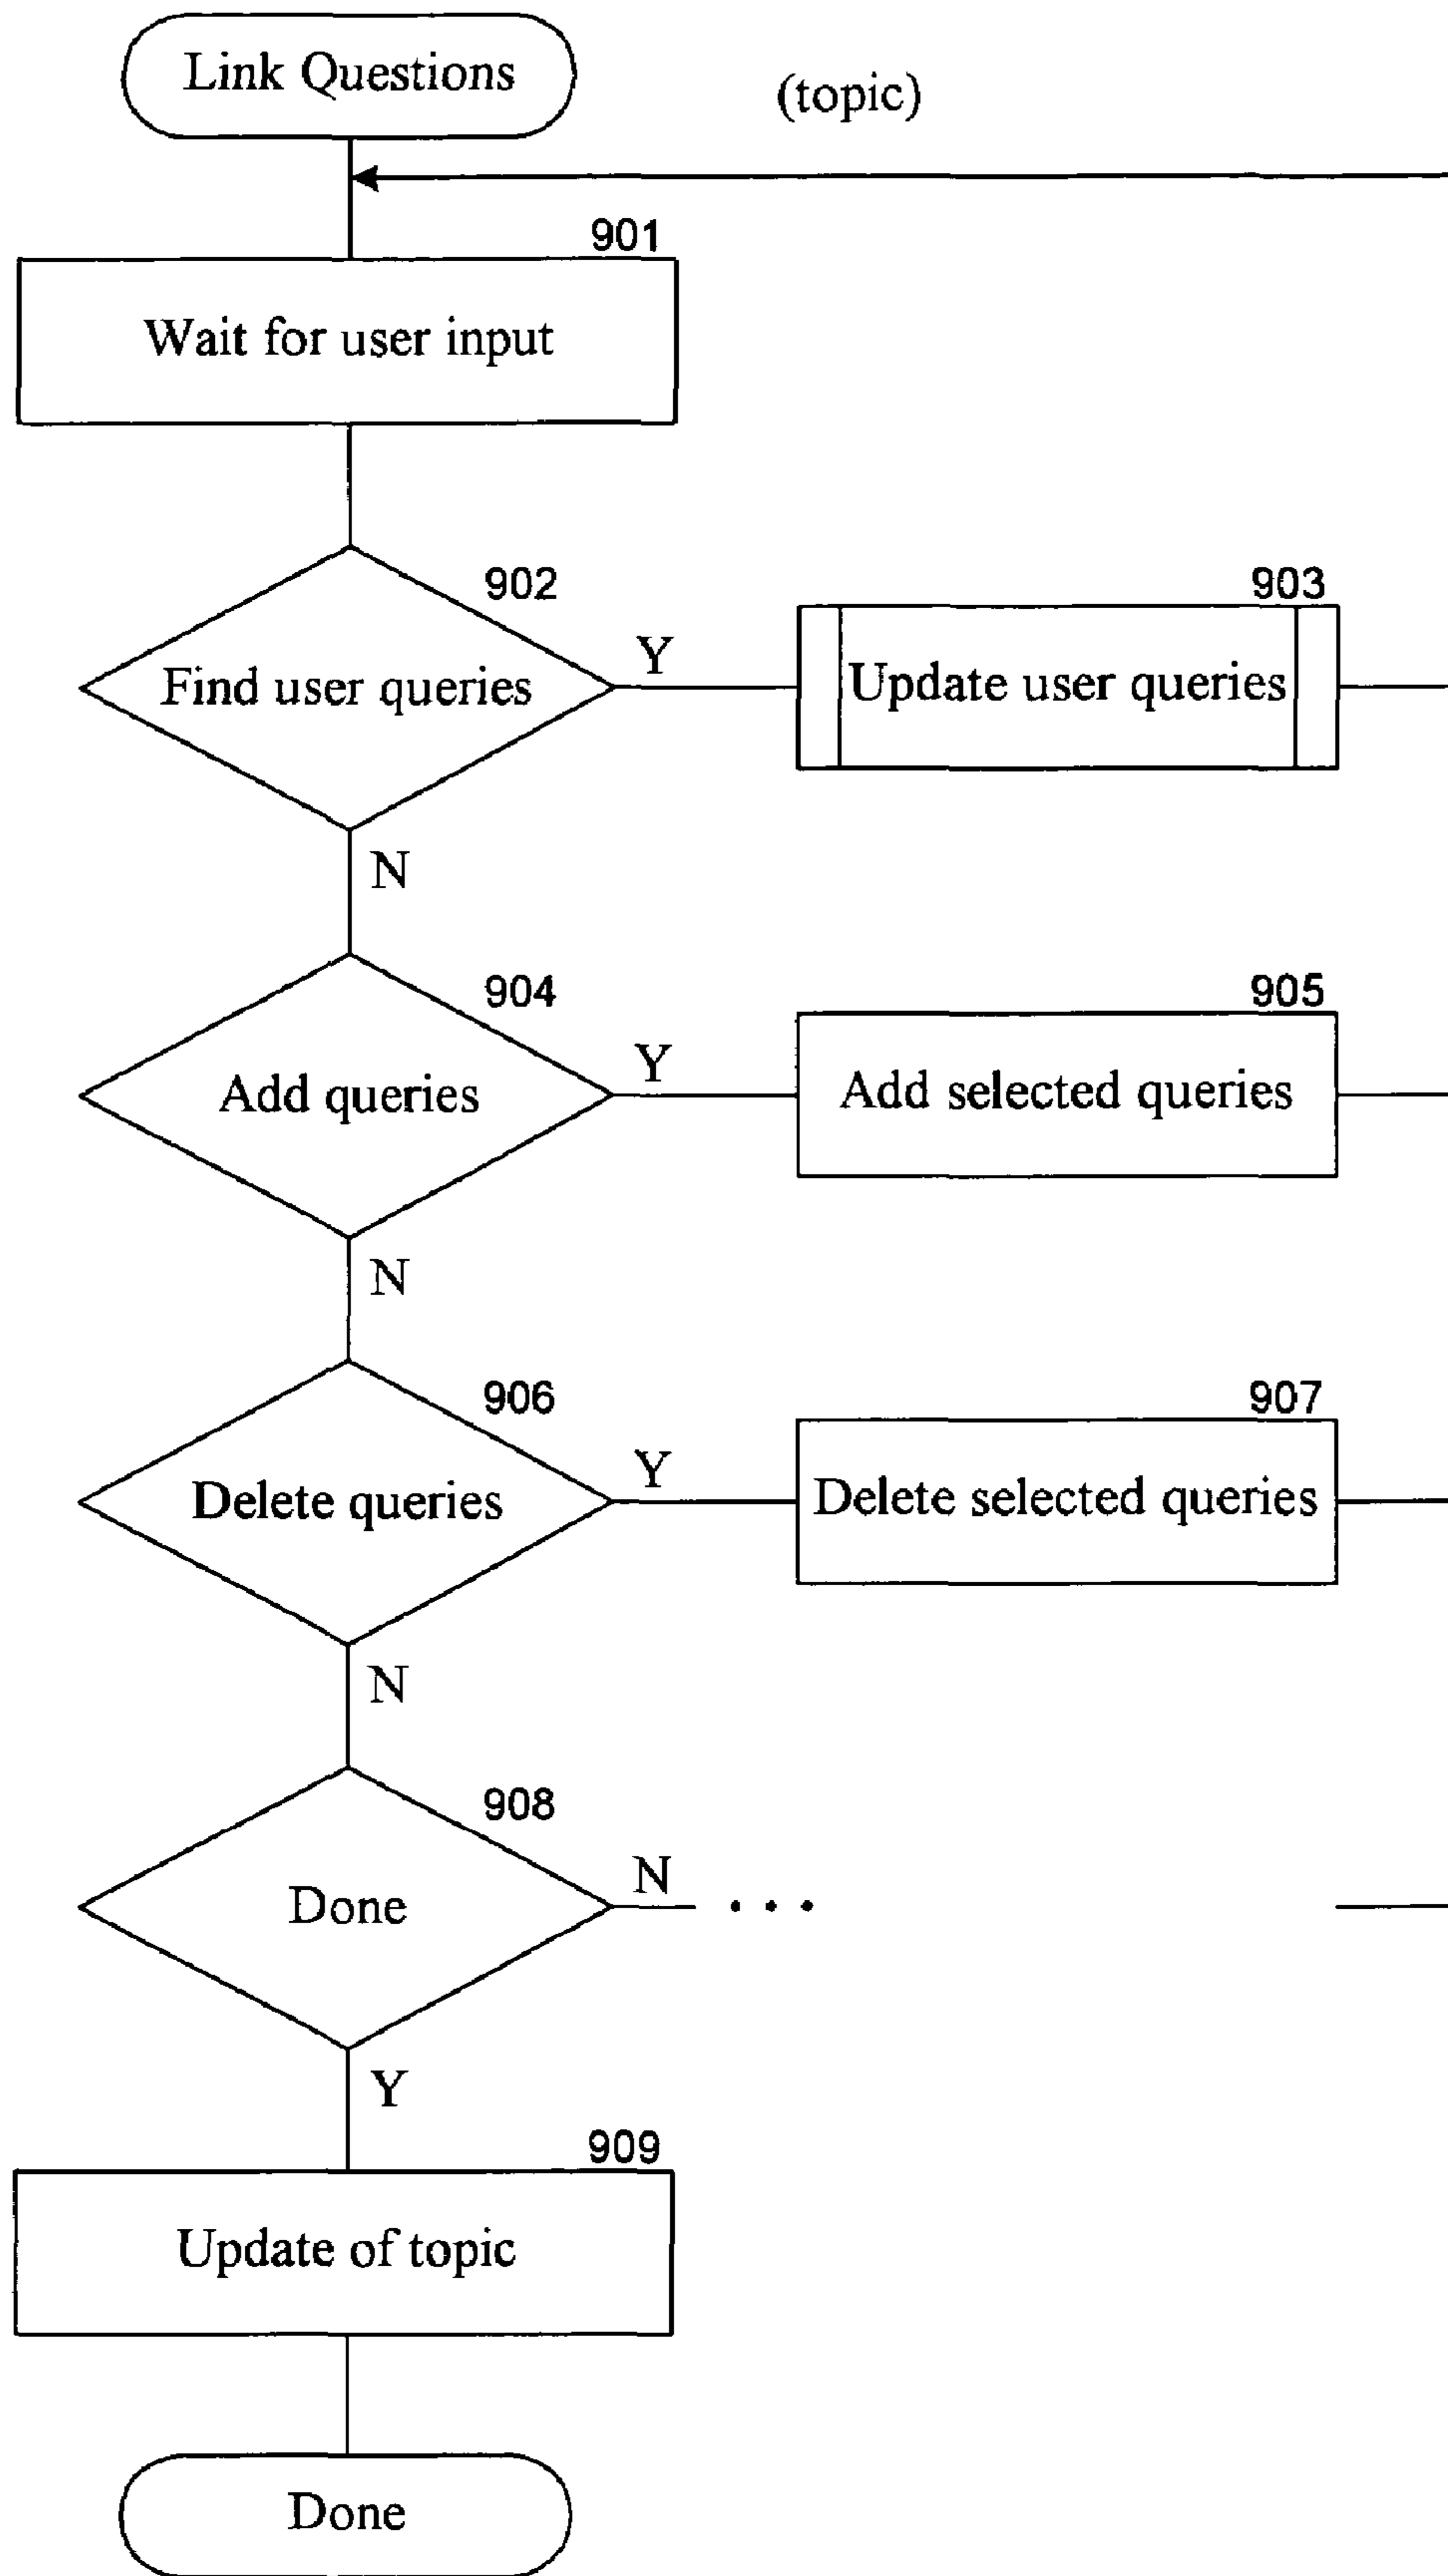 Link Questions
(topic)
901
Wait for user input
902
Find user queries
Y
903
Update user queries
N
904
Add queries
Y
905
Add selected queries
N
906
Delete queries
Y
907
Delete selected queries
N
908
Done
N
...
Y
909
Update of topic
Done